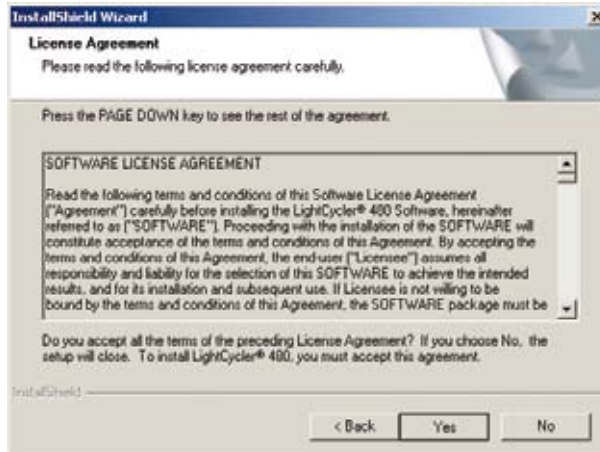 InstallShield Wizard
License Agreement
Please read the following license agreement carefully.
Press the PAGE DOWN key to see the rest of the agreement.
SOFTWARE LICENSE AGREEMENT
Read the following terms and conditions of this Software License Agreement
("Agreement") carefully before installing the LightCycler® 480 Software, hereinafter
referred to as ("SOFTWARE"). Proceeding with the installation of the SOFTWARE will
constitute acceptance of the terms and conditions of this Agreement. By accepting the
terms and conditions of this Agreement, the end-user ("Licensee") assumes all
responsibility and liability for the selection of this SOFTWARE to achieve the intended
results, and for its installation and subsequent use. If Licensee is not willing to be
bound by the terms and conditions of this Agreement, the SOFTWARE package must be
Do you accept all the terms of the preceding License Agreement? If you choose No, the
setup will close. To install LightCycler® 480, you must accept this agreement.
InstallShield
< Back
Yes
No